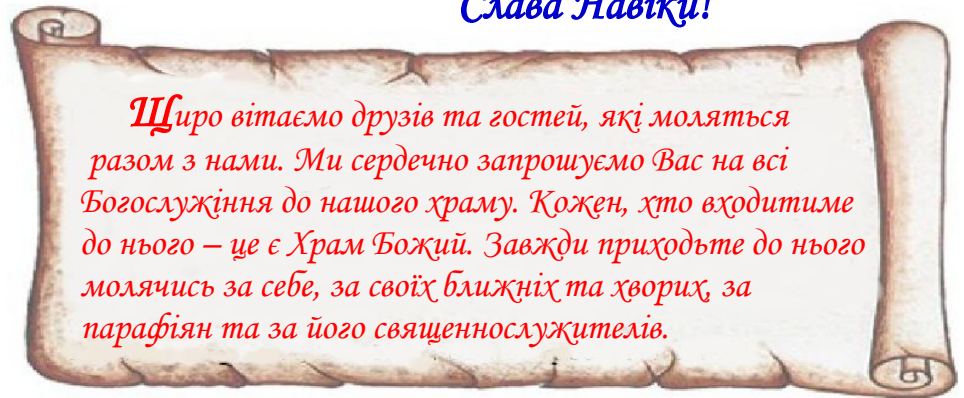 Слава Навіки!
Щиро вітаємо друзів та гостей, які моляться
разом з нами. Ми сердечно запрошуємо Вас на всі
Богослужіння до нашого храму. Кожен, хто входитиме
до нього – це є Храм Божий. Завжди приходьте до нього
молячись за себе, за своїх ближніх та хворих, за
парафіян та за його священнослужителів.